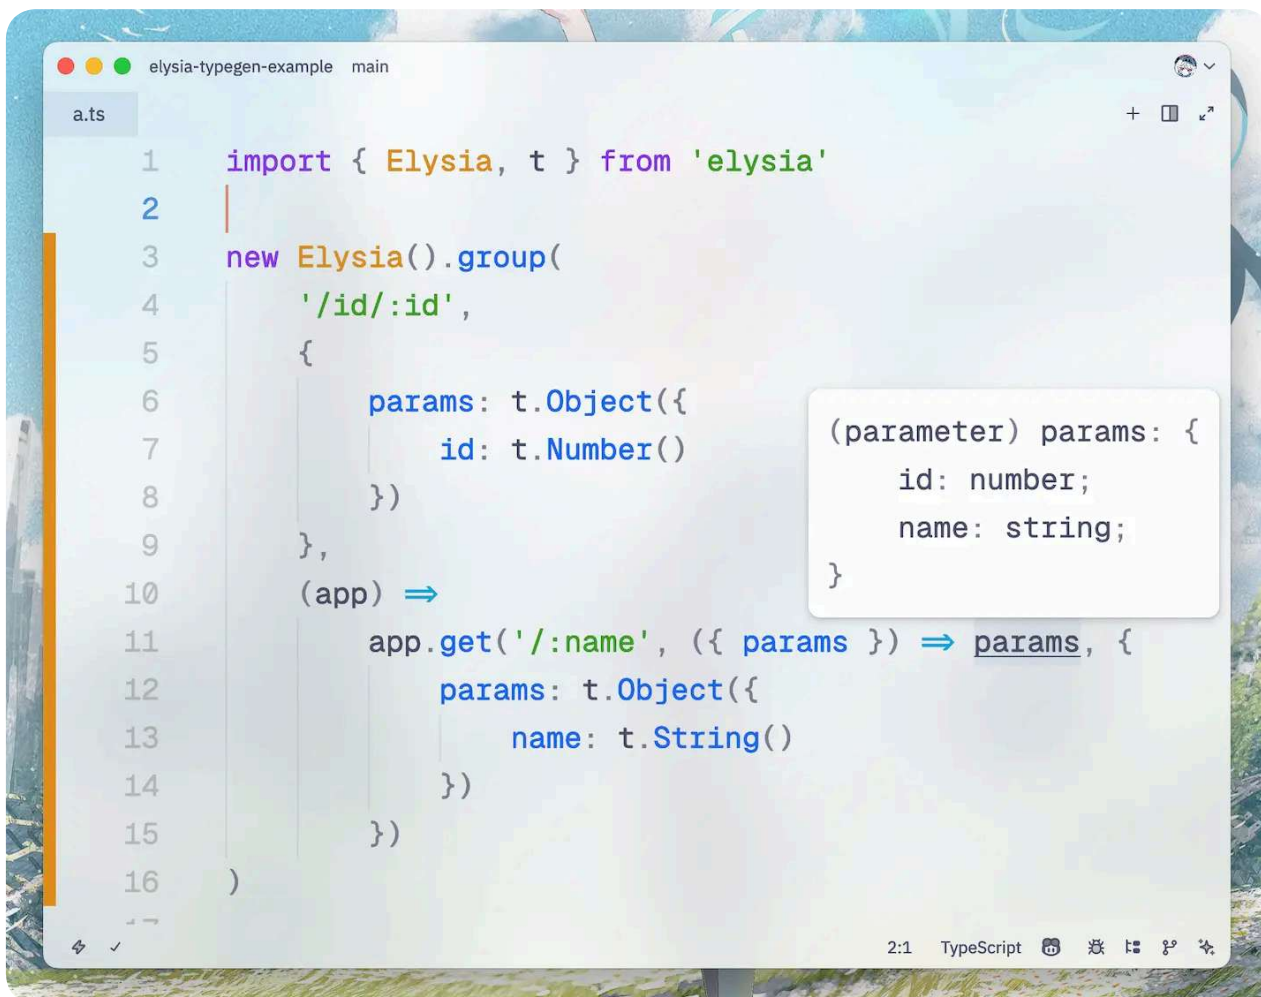 elysia-typegen-example main
a.ts
1 import { Elysia, t } from 'elysia'
2
3 new Elysia().group(
4 '/id/:id',
5 {
6 params: t.Object({
7 id: t.Number()
8 })
9 },
10 (app) =>
11 app.get('/:name', ({ params }) => params, {
12 params: t.Object({
13 name: t.String()
14 })
15 })
16 )
(parameter) params: {
id: number;
name: string;
}
2:1 TypeScript